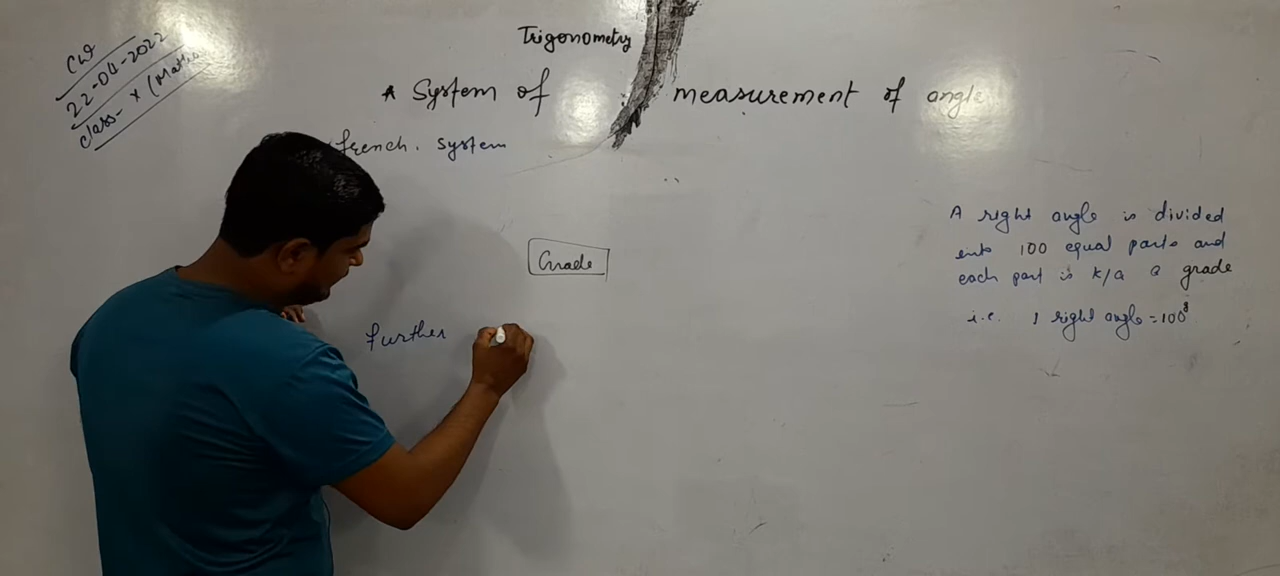 CW
22-04-2022
Class- X (Maths
Trigonometry
* System of measurement of angle
French. system
Grade
further
A right angle is divided
into 100 equal parts and
each part is k/a a grade
i.e. 1 right angle = 100g